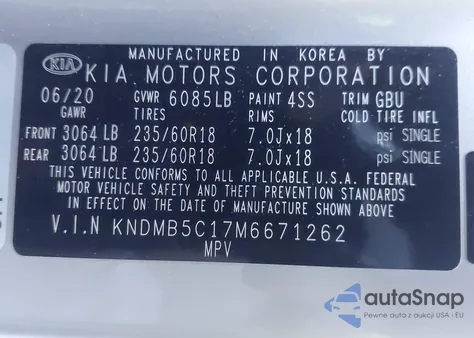 MANUFACTURED IN KOREA BY
KIA KIA MOTORS CORPORATION
06/20 GVWR 6085LB PAINT 4SS TRIM GBU
GAWR TIRES RIMS COLD TIRE INFL
FRONT 3064 LB 235/60R18 7.0Jx18 psi SINGLE
REAR 3064 LB 235/60R18 7.0Jx18 psi SINGLE
THIS VEHICLE CONFORMS TO ALL APPLICABLE U.S.A. FEDERAL
MOTOR VEHICLE SAFETY AND THEFT PREVENTION STANDARDS
IN EFFECT ON THE DATE OF MANUFACTURE SHOWN ABOVE
V.I.N KNDMB5C17M6671262
MPV
autoSnap
Pewne auta z USA i EU